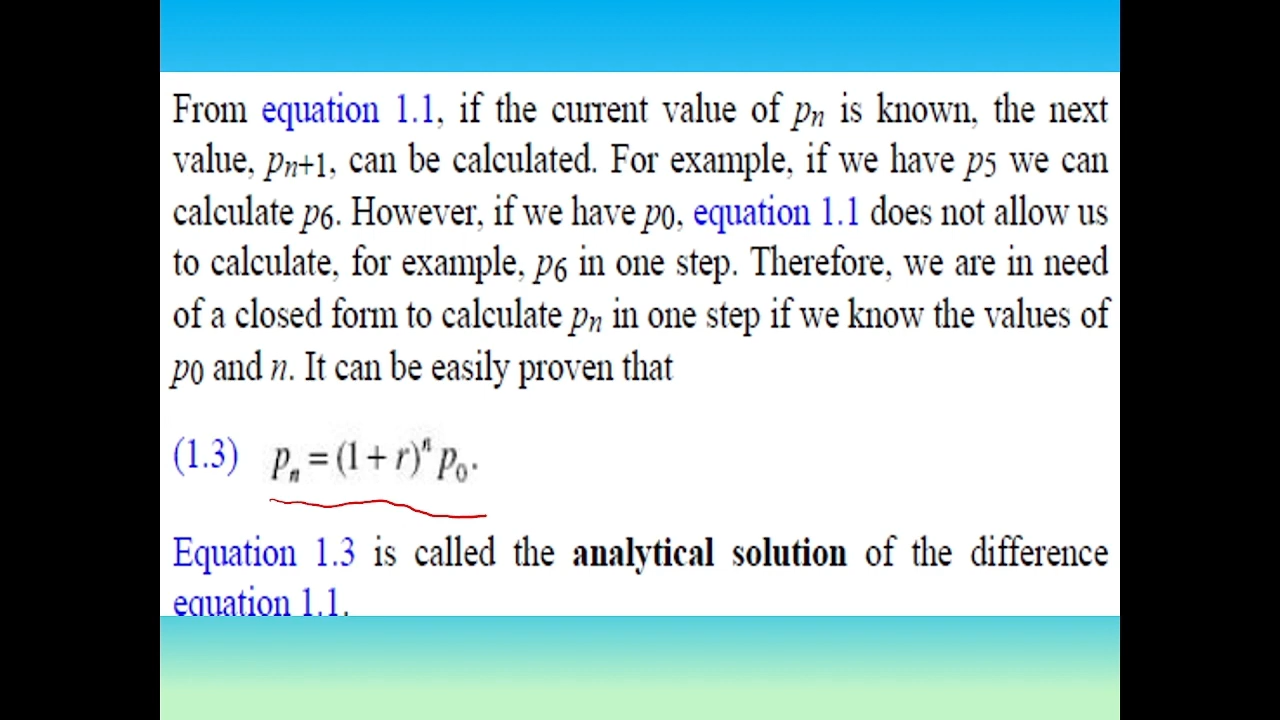 From equation 1.1, if the current value of pn is known, the next
value, pn+1, can be calculated. For example, if we have p5 we can
calculate p6. However, if we have p0, equation 1.1 does not allow us
to calculate, for example, p6 in one step. Therefore, we are in need
of a closed form to calculate pn in one step if we know the values of
p0 and n. It can be easily proven that
(1.3) pₙ = (1 + r)ⁿ p₀.
Equation 1.3 is called the analytical solution of the difference
equation 1.1.